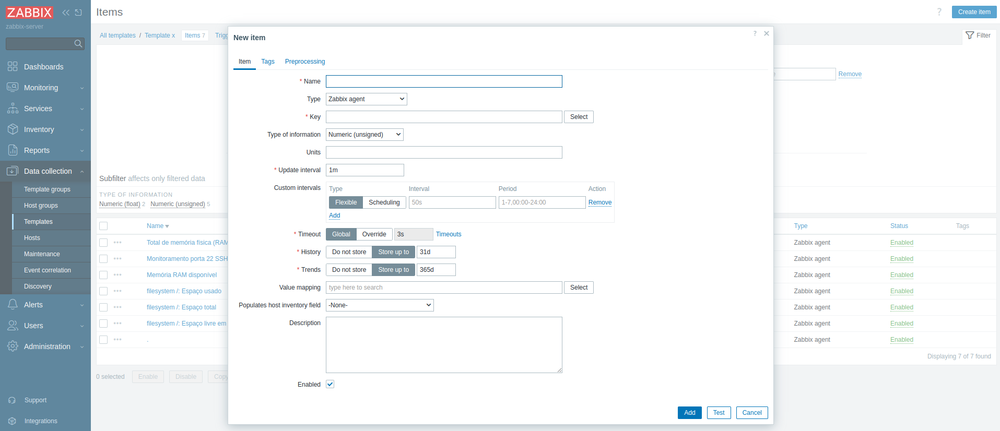 ZABBIX
zabbix-server
Dashboards
Monitoring
Services
Inventory
Reports
Data collection
Template groups
Host groups
Templates
Hosts
Maintenance
Event correlation
Discovery
Alerts
Users
Administration
Support
Integrations
Items
? Create item
All templates / Template x Items 7 Trigg
Filter
Remove
Subfilter affects only filtered data
TYPE OF INFORMATION
Numeric (float) 2 Numeric (unsigned) 5
Name Type Status Tags
Total de memória física (RAM Zabbix agent Enabled
Monitoramento porta 22 SSH Zabbix agent Enabled
Memória RAM disponível Zabbix agent Enabled
filesystem /: Espaço usado Zabbix agent Enabled
filesystem /: Espaço total Zabbix agent Enabled
filesystem /: Espaço livre em Zabbix agent Enabled
. Zabbix agent Enabled
Displaying 7 of 7 found
0 selected Enable Disable Copy
New item
?
Item Tags Preprocessing
* Name
Type Zabbix agent
* Key Select
Type of information Numeric (unsigned)
Units
* Update interval 1m
Custom intervals Type Interval Period Action
Flexible Scheduling 50s 1-7,00:00-24:00 Remove
Add
* Timeout Global Override 3s Timeouts
* History Do not store Store up to 31d
* Trends Do not store Store up to 365d
Value mapping type here to search Select
Populates host inventory field -None-
Description
Enabled
Add Test Cancel